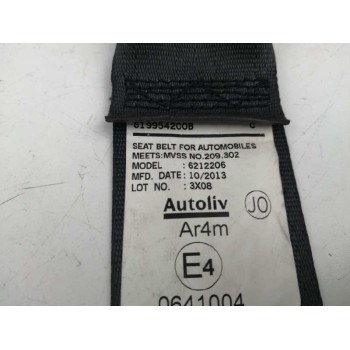 619954200B C
SEAT BELT FOR AUTOMOBILES
MEETS:MVSS NO.209.302
MODEL : 6212206
MFD. DATE: 10/2013
LOT NO. : 3X08
Autoliv JO
Ar4m
E4
0641004